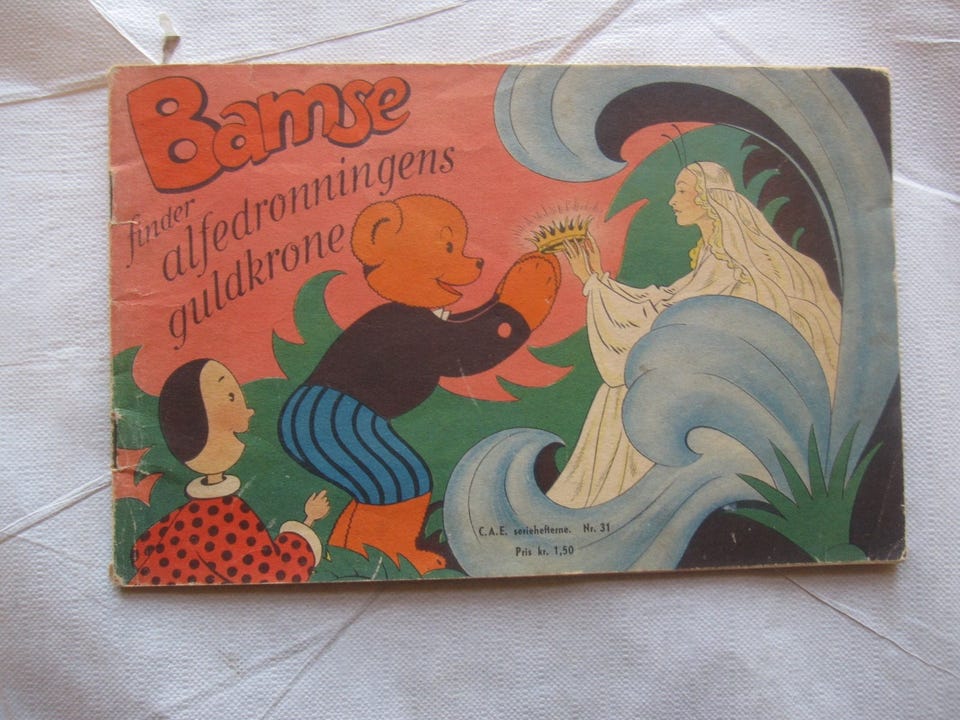 Bamse
finder
alfedronningens
guldkrone
C.A.E. seriehefterne. Nr. 31
Pris kr. 1,50